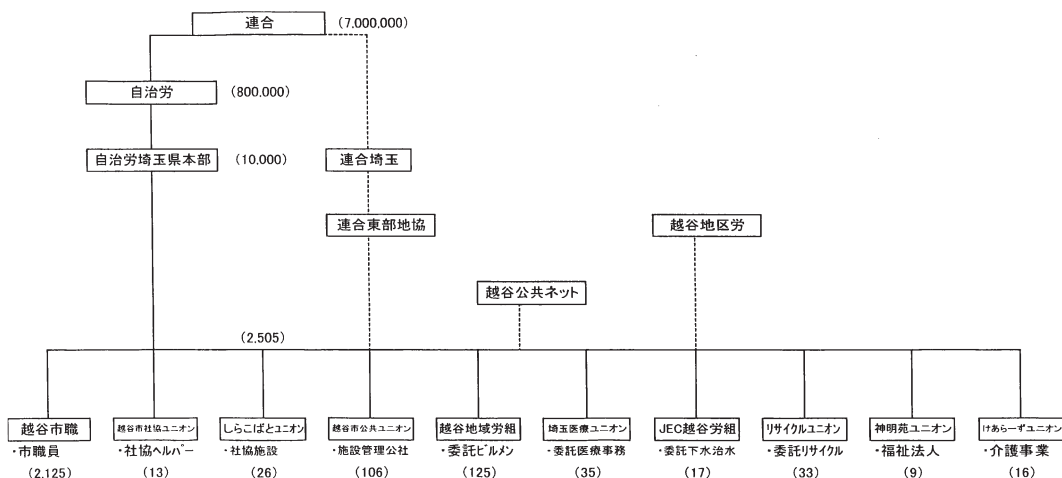 連合 (7,000,000)
自治労 (800,000)
自治労埼玉県本部 (10,000) 連合埼玉
連合東部地協 越谷地区労
越谷公共ネット
(2,505)
越谷市職 越谷市社協ユニオン しらこばとユニオン 越谷市公共ユニオン 越谷地域労組 埼玉医療ユニオン JEC越谷労組 リサイクルユニオン 神明苑ユニオン けあらーずユニオン
・市職員 ・社協ヘルパー ・社協施設 ・施設管理公社 ・委託ビルメン ・委託医療事務 ・委託下水治水 ・委託リサイクル ・福祉法人 ・介護事業
(2,125) (13) (26) (106) (125) (35) (17) (33) (9) (16)